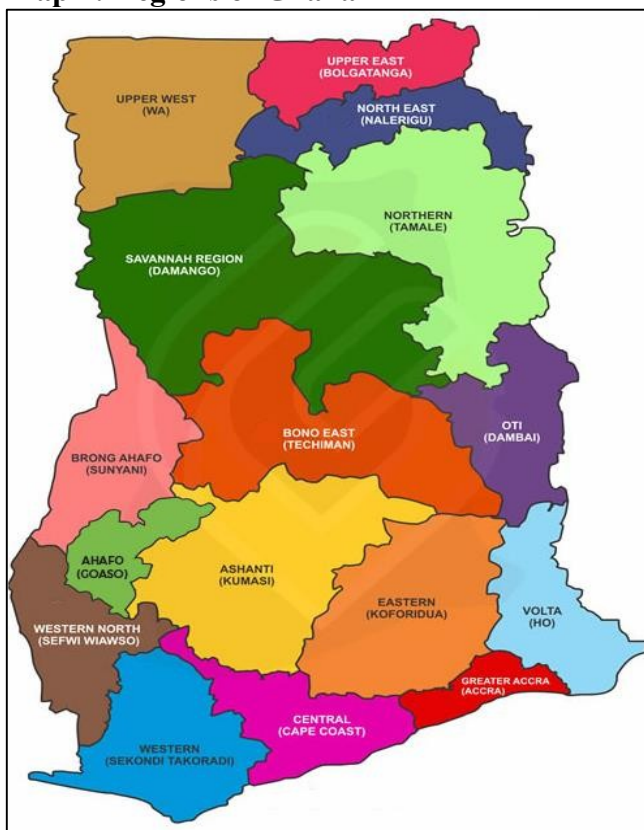 UPPER EAST
(BOLGATANGA)
UPPER WEST
(WA)
NORTH EAST
(NALERIGU)
NORTHERN
(TAMALE)
SAVANNAH REGION
(DAMANGO)
OTI
(DAMBAI)
BONO EAST
(TECHIMAN)
BRONG AHAFO
(SUNYANI)
AHAFO
(GOASO)
ASHANTI
(KUMASI)
EASTERN
(KOFORIDUA)
VOLTA
(HO)
WESTERN NORTH
(SEFWI WIAWSO)
GREATER ACCRA
(ACCRA)
CENTRAL
(CAPE COAST)
WESTERN
(SEKONDI TAKORADI)